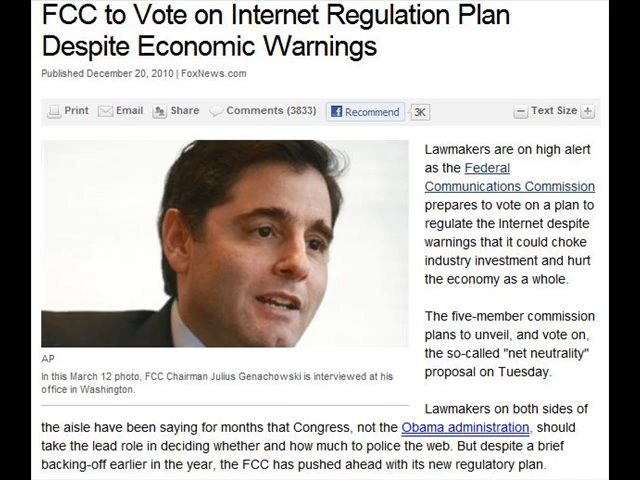 FCC to Vote on Internet Regulation Plan
Despite Economic Warnings
Published December 20, 2010 | FoxNews.com
Print Email Share Comments (3833) Recommend 3K Text Size
Lawmakers are on high alert
as the Federal
Communications Commission
prepares to vote on a plan to
regulate the Internet despite
warnings that it could choke
industry investment and hurt
the economy as a whole.
The five-member commission
plans to unveil, and vote on,
the so-called "net neutrality"
proposal on Tuesday.
AP
In this March 12 photo, FCC Chairman Julius Genachowski is interviewed at his
office in Washington.
Lawmakers on both sides of
the aisle have been saying for months that Congress, not the Obama administration, should
take the lead role in deciding whether and how much to police the web. But despite a brief
backing-off earlier in the year, the FCC has pushed ahead with its new regulatory plan.